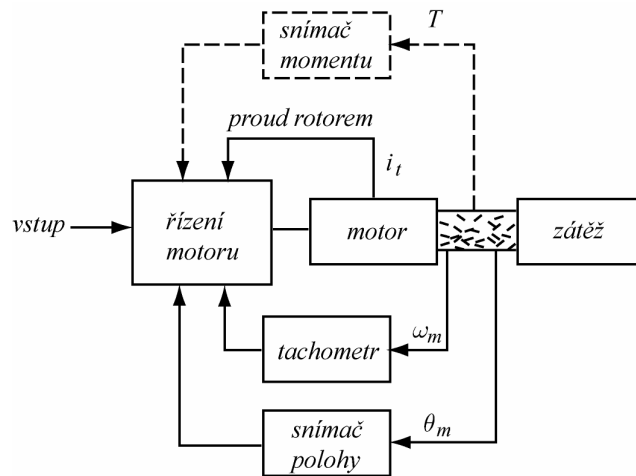 snímač
momentu
T
proud rotorem
i_t
vstup
řízení
motoru
motor
zátěž
tachometr
ω_m
snímač
polohy
θ_m